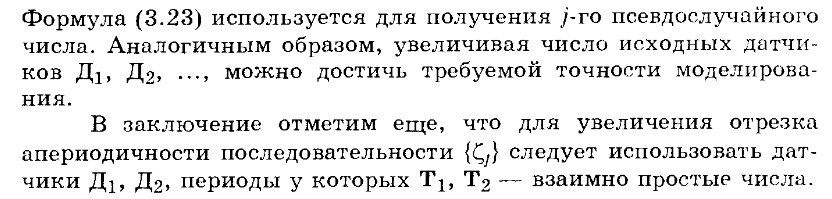 Формула (3.23) используется для получения j-го псевдослучайного
числа. Аналогичным образом, увеличивая число исходных датчи-
ков Д₁, Д₂, ..., можно достичь требуемой точности моделирова-
ния.
В заключение отметим еще, что для увеличения отрезка
апериодичности последовательности {ζⱼ} следует использовать дат-
чики Д₁, Д₂, периоды у которых T₁, T₂ — взаимно простые числа.